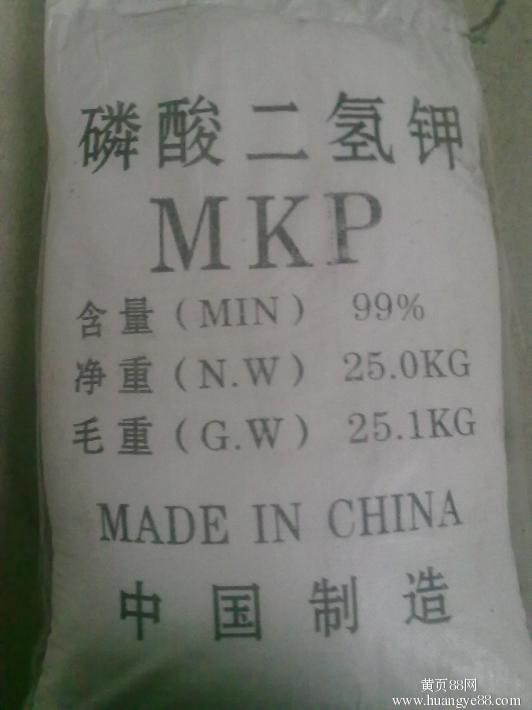 磷酸二氢钾
MKP
含量(MIN) 99%
净重(N.W) 25.0KG
毛重(G.W) 25.1KG
MADE IN CHINA
中国制造
黄页88网
www.huangye88.com